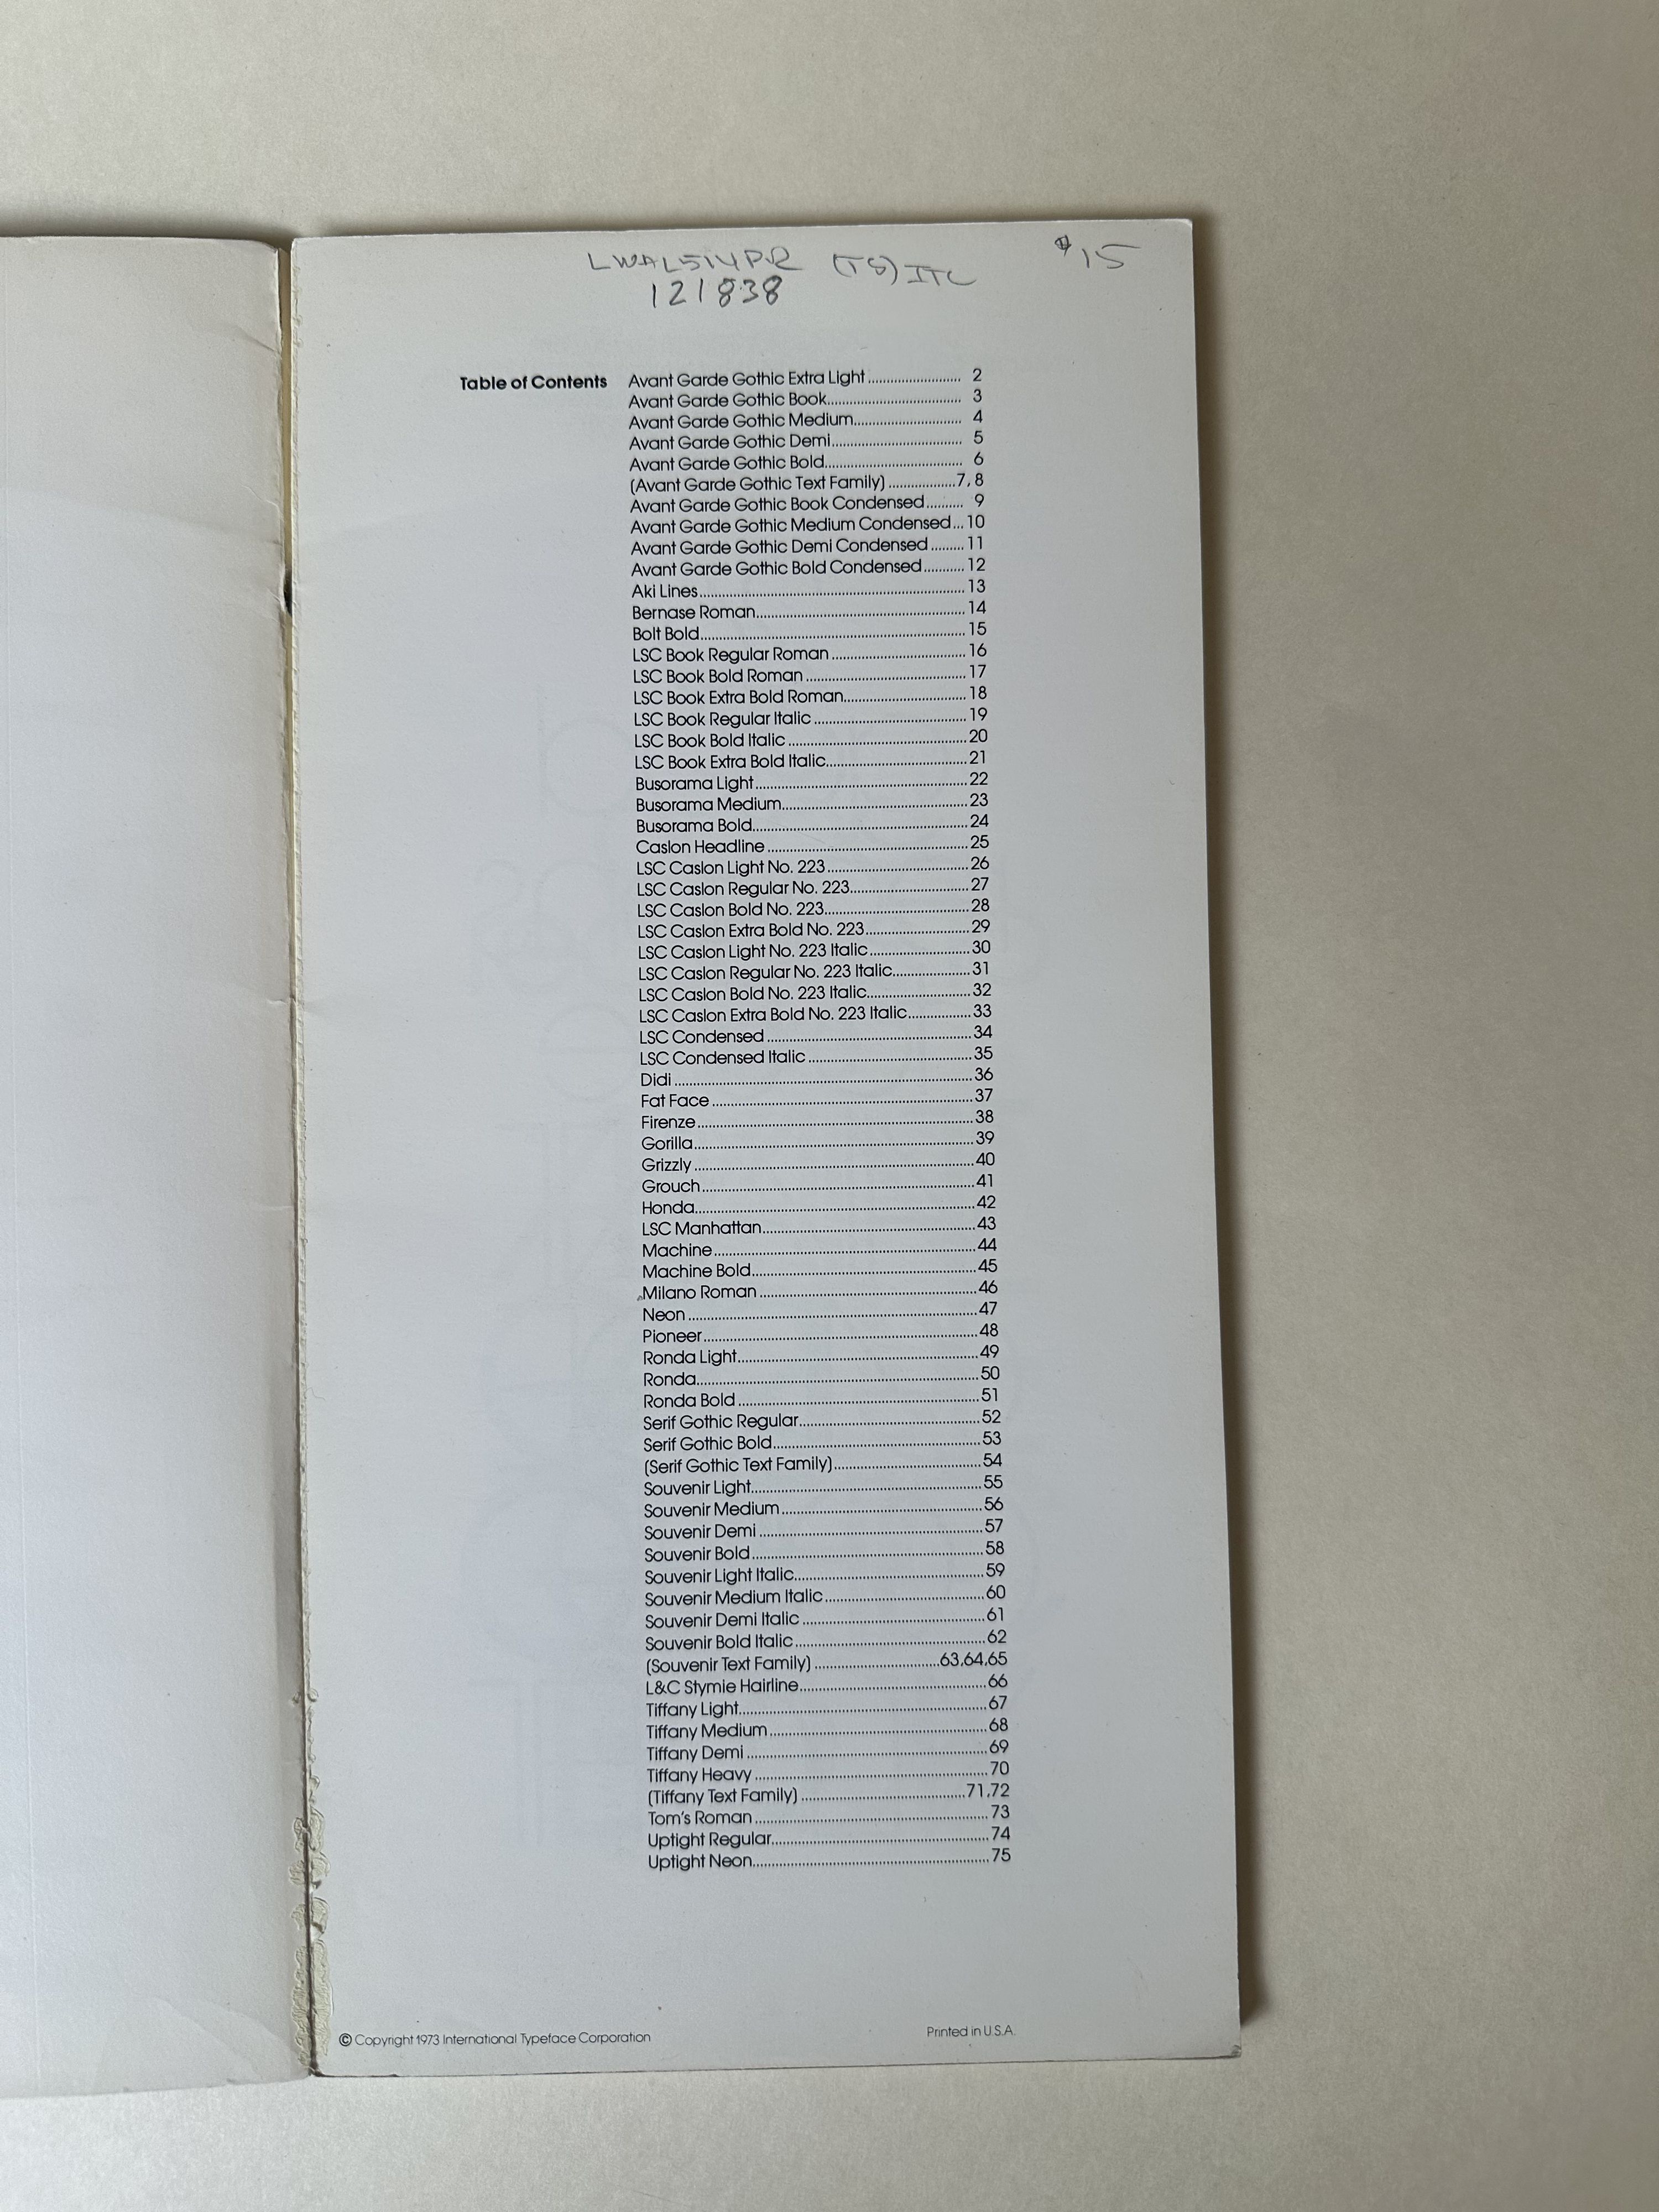 (TS) ITC
$15
121838
Table of Contents
Avant Garde Gothic Extra Light ......................... 2
Avant Garde Gothic Book.................................... 3
Avant Garde Gothic Medium............................. 4
Avant Garde Gothic Demi................................... 5
Avant Garde Gothic Bold..................................... 6
(Avant Garde Gothic Text Family) ..................7, 8
Avant Garde Gothic Book Condensed.......... 9
Avant Garde Gothic Medium Condensed...10
Avant Garde Gothic Demi Condensed.........11
Avant Garde Gothic Bold Condensed...........12
Aki Lines........................................................................13
Bernase Roman.........................................................14
Bolt Bold........................................................................15
LSC Book Regular Roman ....................................16
LSC Book Bold Roman ...........................................17
LSC Book Extra Bold Roman.................................18
LSC Book Regular Italic .........................................19
LSC Book Bold Italic ................................................20
LSC Book Extra Bold Italic......................................21
Busorama Light..........................................................22
Busorama Medium...................................................23
Busorama Bold...........................................................24
Caslon Headline ......................................................25
LSC Caslon Light No. 223......................................26
LSC Caslon Regular No. 223................................27
LSC Caslon Bold No. 223.......................................28
LSC Caslon Extra Bold No. 223............................29
LSC Caslon Light No. 223 Italic...........................30
LSC Caslon Regular No. 223 Italic.....................31
LSC Caslon Bold No. 223 Italic............................32
LSC Caslon Extra Bold No. 223 Italic.................33
LSC Condensed .......................................................34
LSC Condensed Italic ............................................35
Didi .................................................................................36
Fat Face .......................................................................37
Firenze...........................................................................38
Gorilla............................................................................39
Grizzly ............................................................................40
Grouch..........................................................................41
Honda............................................................................42
LSC Manhattan..........................................................43
Machine .......................................................................44
Machine Bold.............................................................45
Milano Roman ...........................................................46
Neon ..............................................................................47
Pioneer..........................................................................48
Ronda Light.................................................................49
Ronda............................................................................50
Ronda Bold .................................................................51
Serif Gothic Regular.................................................52
Serif Gothic Bold.......................................................53
(Serif Gothic Text Family).......................................54
Souvenir Light.............................................................55
Souvenir Medium......................................................56
Souvenir Demi ...........................................................57
Souvenir Bold.............................................................58
Souvenir Light Italic..................................................59
Souvenir Medium Italic...........................................60
Souvenir Demi Italic ................................................61
Souvenir Bold Italic...................................................62
(Souvenir Text Family) ..................................63,64,65
L&C Stymie Hairline..................................................66
Tiffany Light..................................................................67
Tiffany Medium..........................................................68
Tiffany Demi ................................................................69
Tiffany Heavy ..............................................................70
(Tiffany Text Family) ............................................71,72
Tom's Roman ..............................................................73
Uptight Regular..........................................................74
Uptight Neon...............................................................75
© Copyright 1973 International Typeface Corporation
Printed in U.S.A.